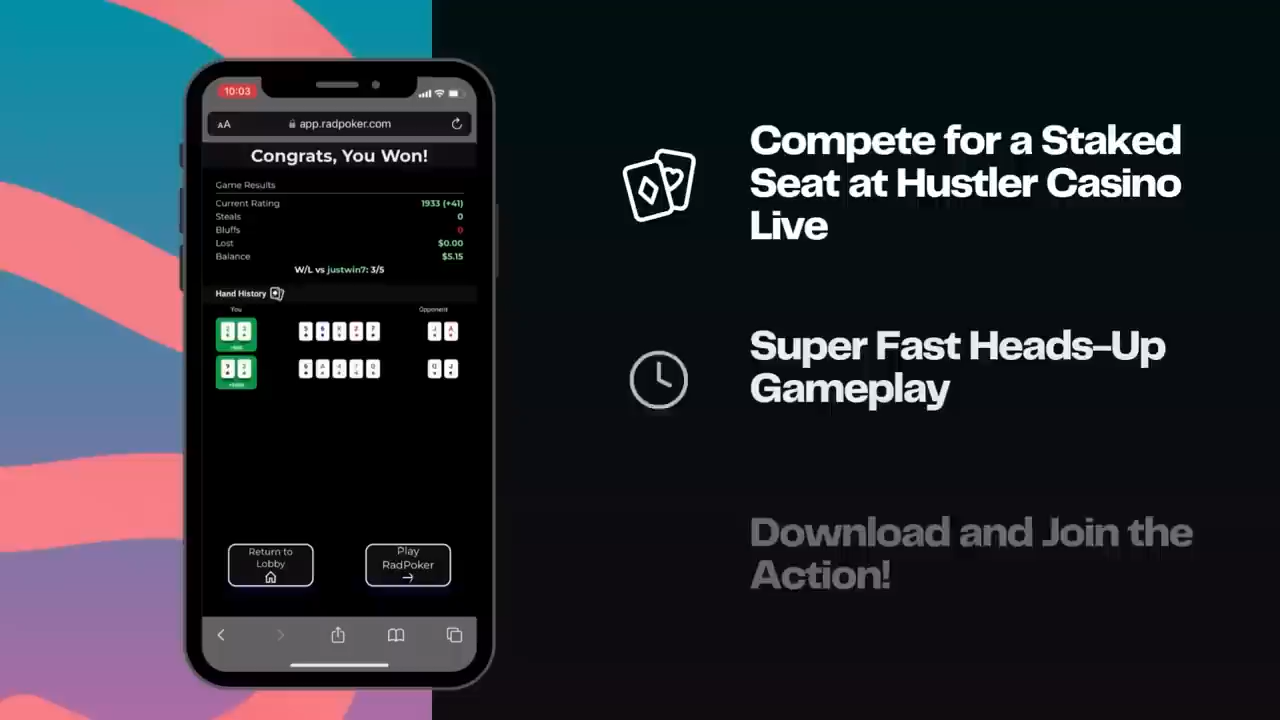 10:03
AA
app.radpoker.com
Congrats, You Won!
Game Results
Current Rating 1933 (+41)
Steals 0
Bluffs 0
Lost $0.00
Balance $5.15
W/L vs justwin7: 3/5
Hand History
You Opponent
Return to
Lobby
Play
RadPoker
Compete for a Staked
Seat at Hustler Casino
Live
Super Fast Heads-Up
Gameplay
Download and Join the
Action!